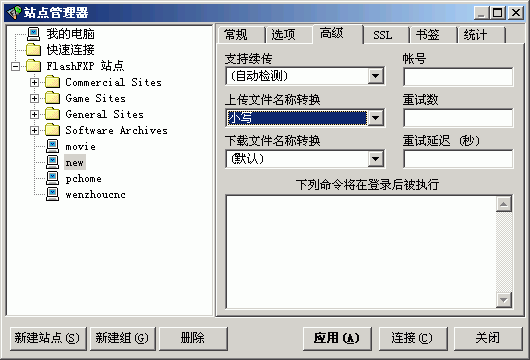 站点管理器
我的电脑
快速连接
FlashFXP 站点
Commercial Sites
Game Sites
General Sites
Software Archives
movie
new
pchome
wenzhoucnc
常规 选项 高级 SSL 书签 统计
支持续传 帐号
(自动检测)
上传文件名称转换 重试数
小写
下载文件名称转换 重试延迟 (秒)
(默认)
下列命令将在登录后被执行
新建站点(S) 新建组(G) 删除 应用(A) 连接(C) 关闭